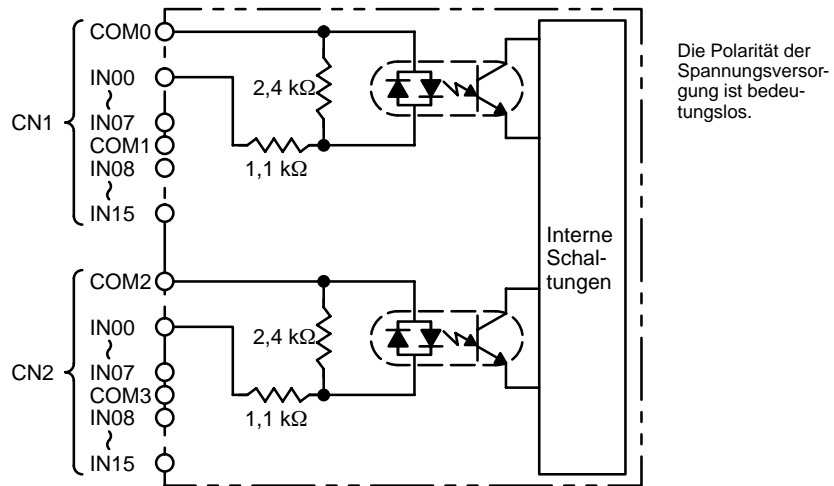 COM0
IN00
IN07
COM1
IN08
IN15
CN1
2,4 kΩ
1,1 kΩ
COM2
IN00
IN07
COM3
IN08
IN15
CN2
2,4 kΩ
1,1 kΩ
Interne
Schal-
tungen
Die Polarität der
Spannungsversor-
gung ist bedeu-
tungslos.